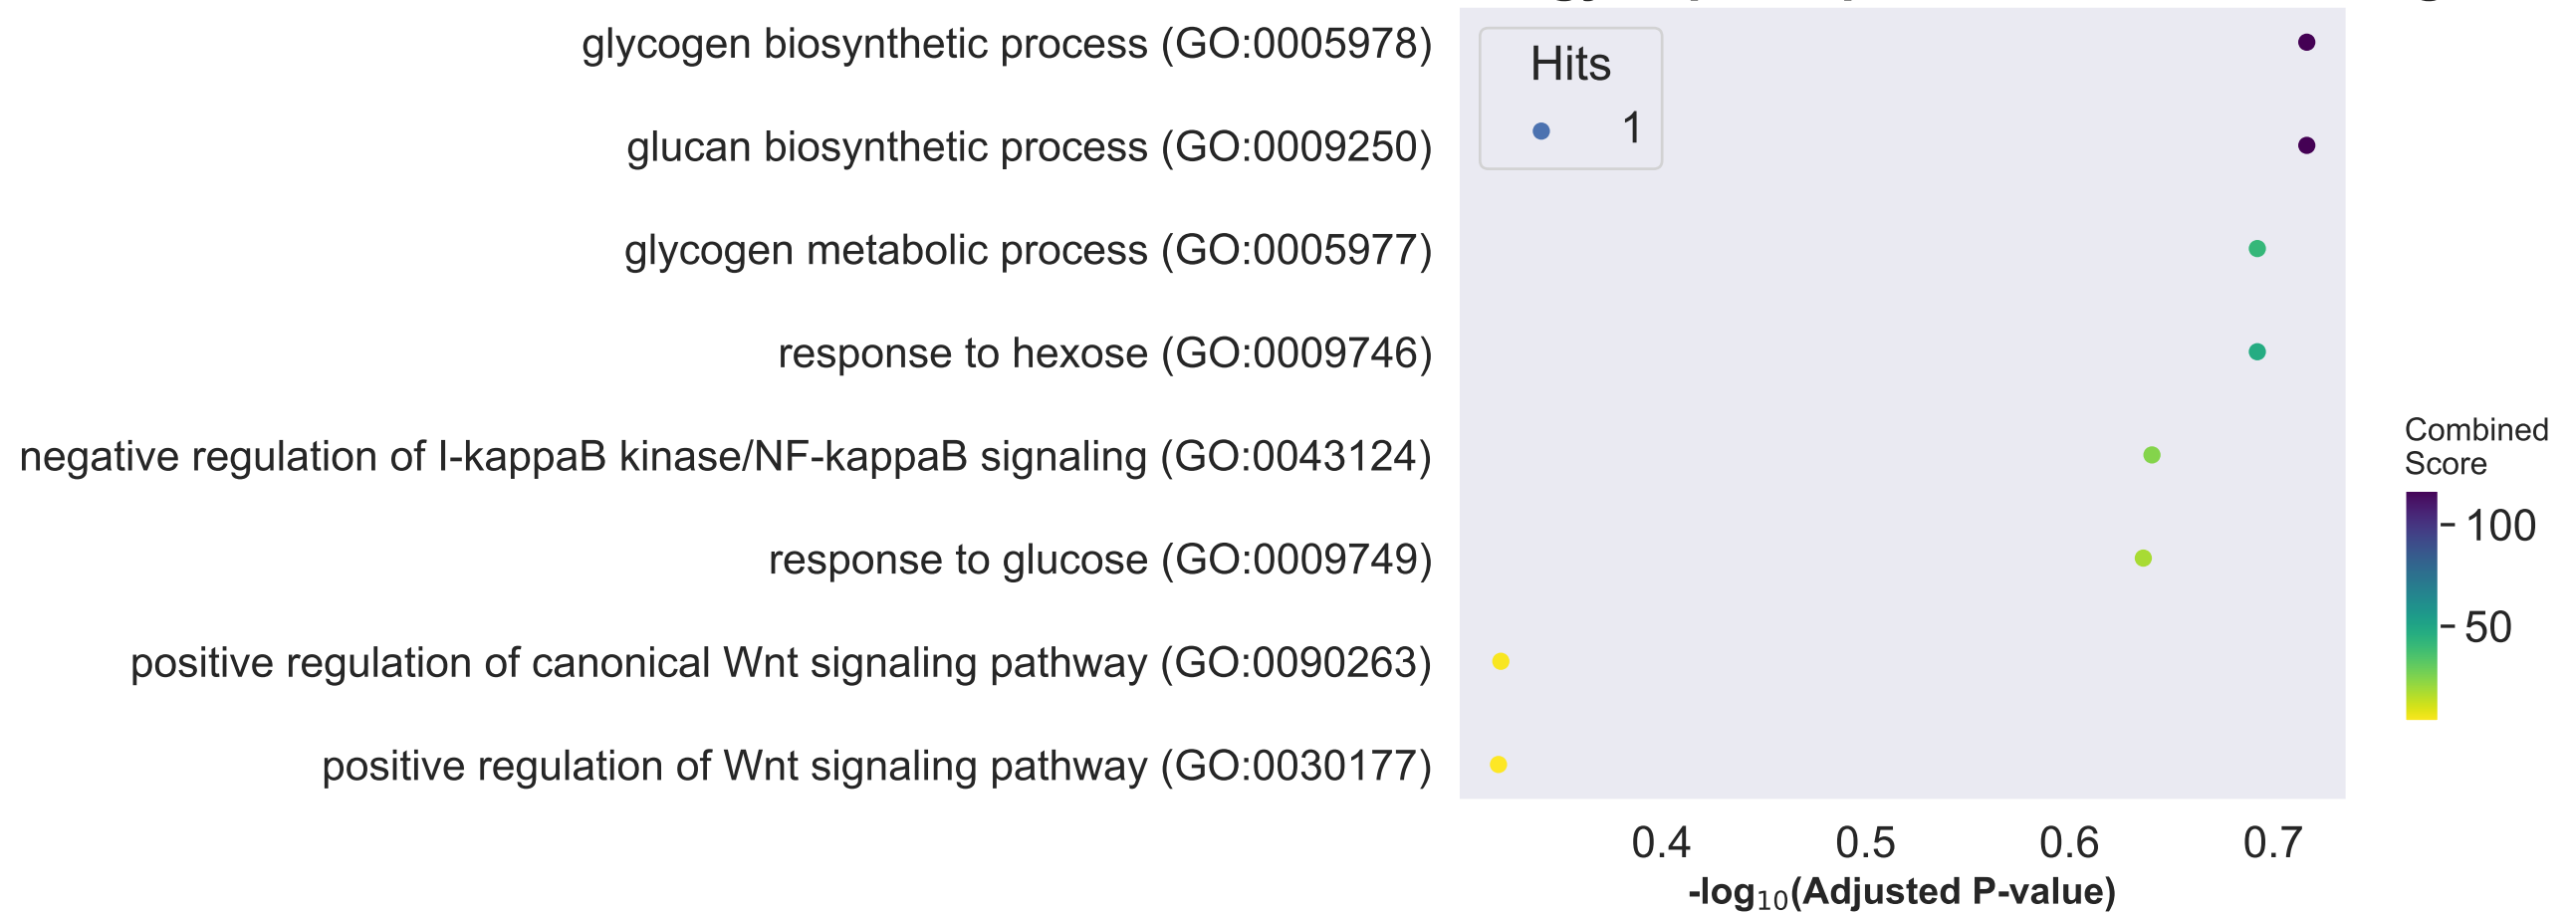 glycogen biosynthetic process (GO:0005978)
glucan biosynthetic process (GO:0009250)
glycogen metabolic process (GO:0005977)
response to hexose (GO:0009746)
negative regulation of I-kappaB kinase/NF-kappaB signaling (GO:0043124)
response to glucose (GO:0009749)
positive regulation of canonical Wnt signaling pathway (GO:0090263)
positive regulation of Wnt signaling pathway (GO:0030177)
Hits
1
Combined
Score
100
50
0.4 0.5 0.6 0.7
-log10(Adjusted P-value)